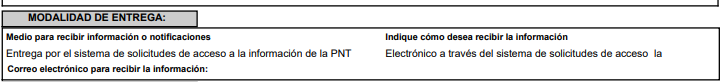 MODALIDAD DE ENTREGA:
Medio para recibir información o notificaciones Indique cómo desea recibir la información
Entrega por el sistema de solicitudes de acceso a la información de la PNT Electrónico a través del sistema de solicitudes de acceso la
Correo electrónico para recibir la información: